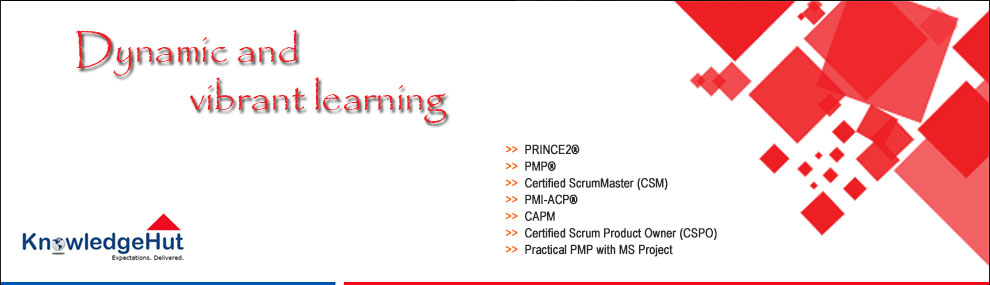 Dynamic and
vibrant learning
>> PRINCE2®
>> PMP®
>> Certified ScrumMaster (CSM)
>> PMI-ACP®
>> CAPM
>> Certified Scrum Product Owner (CSPO)
>> Practical PMP with MS Project
KnowledgeHut
Expectations. Delivered.